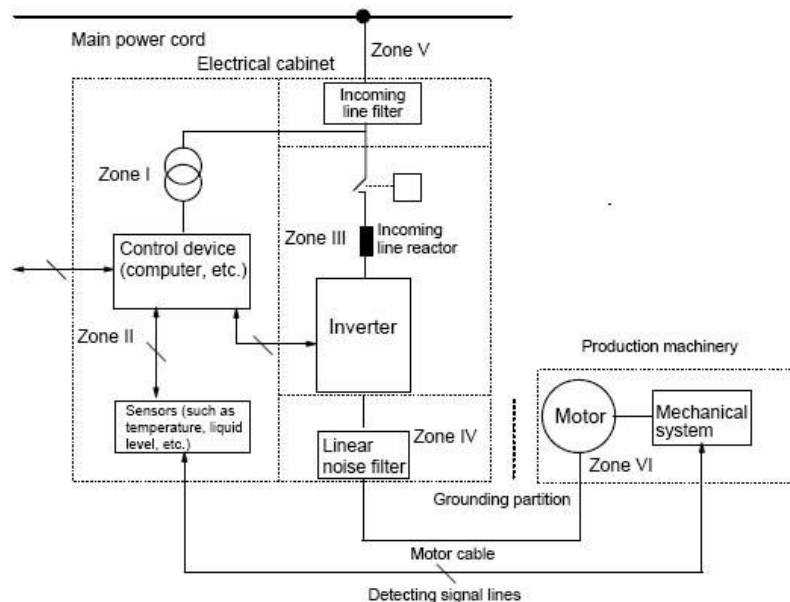 Main power cord
Zone V
Electrical cabinet
Incoming
line filter
Zone I
Control device
(computer, etc.)
Zone III
Incoming
line reactor
Inverter
Zone II
Sensors (such as
temperature, liquid
level, etc.)
Linear
noise filter
Zone IV
Grounding partition
Production machinery
Motor
Mechanical
system
Zone VI
Motor cable
Detecting signal lines